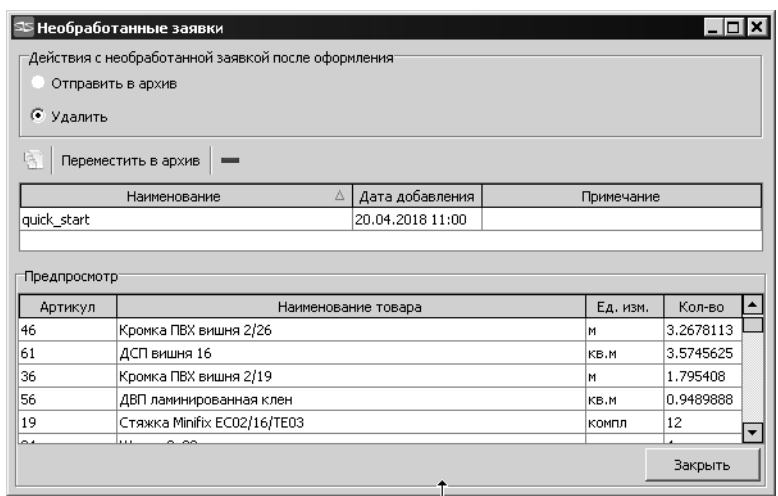 Необработанные заявки
Действия с необработанной заявкой после оформления
Отправить в архив
Удалить
Переместить в архив
Наименование Дата добавления Примечание
quick_start 20.04.2018 11:00
Предпросмотр
Артикул Наименование товара Ед. изм. Кол-во
46 Кромка ПВХ вишня 2/26 м 3.2678113
61 ДСП вишня 16 кв.м 3.5745625
36 Кромка ПВХ вишня 2/19 м 1.795408
56 ДВП ламинированная клен кв.м 0.9489888
19 Стяжка Minifix EC02/16/TE03 компл 12
Закрыть